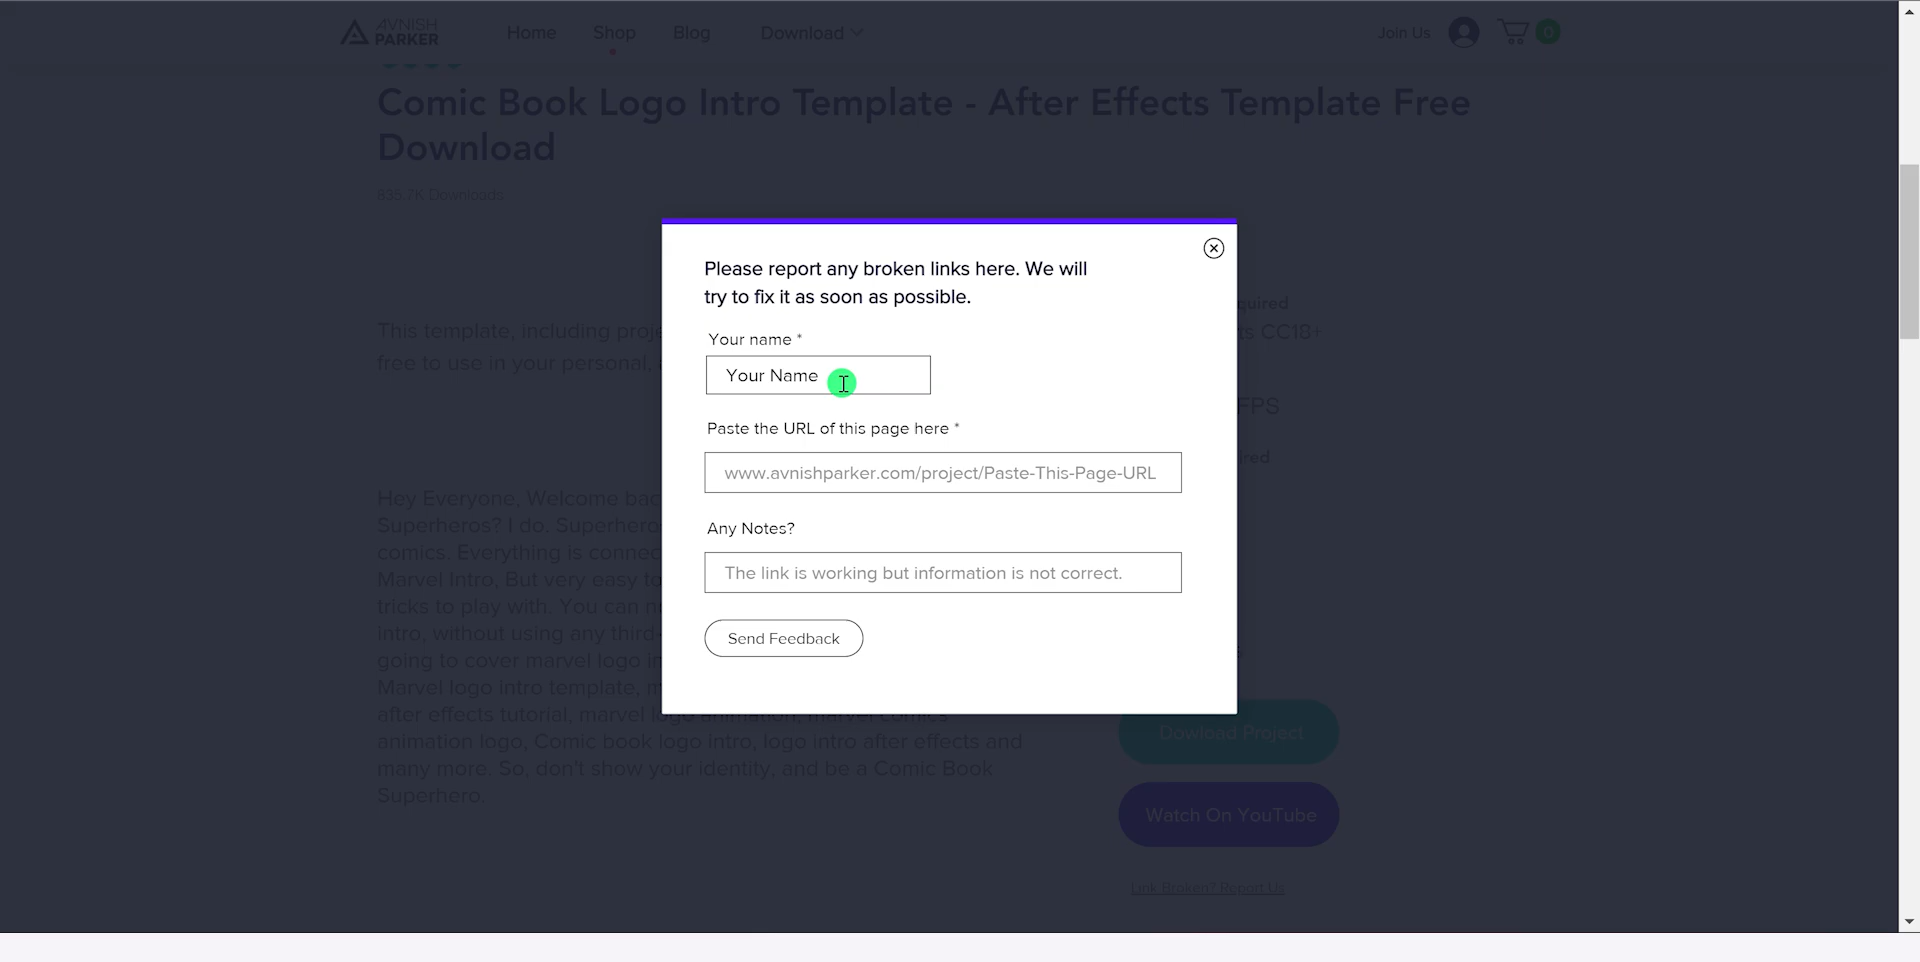 AVNISH
PARKER
Home
Shop
Blog
Download
Join Us
0
Comic Book Logo Intro Template - After Effects Template Free
Download
835.7K Downloads
Please report any broken links here. We will
try to fix it as soon as possible.
Your name *
Your Name
Paste the URL of this page here *
www.avnishparker.com/project/Paste-This-Page-URL
Any Notes?
The link is working but information is not correct.
Send Feedback
quired
This template, including proje
ts CC18+
free to use in your personal,
FPS
ired
Hey Everyone, Welcome bac
Superheros? I do. Superhero
comics. Everything is connec
Marvel Intro, But very easy to
tricks to play with. You can n
intro, without using any third-
going to cover marvel logo in
Marvel logo Intro template, m
after effects tutorial, marvel logo animation, marvel comics
animation logo, Comic book logo intro, logo intro after effects and
many more. So, don't show your identity, and be a Comic Book
Superhero.
Dowload Project
Watch On YouTube
Link Broken? Report Us